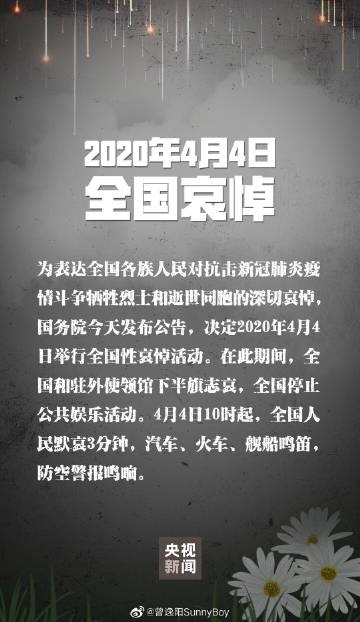 2020年4月4日
全国哀悼
为表达全国各族人民对抗击新冠肺炎疫
情斗争牺牲烈士和逝世同胞的深切哀悼，
国务院今天发布公告，决定2020年4月4
日举行全国性哀悼活动。在此期间，全
国和驻外使领馆下半旗志哀，全国停止
公共娱乐活动。4月4日10时起，全国人
民默哀3分钟，汽车、火车、舰船鸣笛，
防空警报鸣响。
央视
新闻
@曾逸阳SunnyBoy